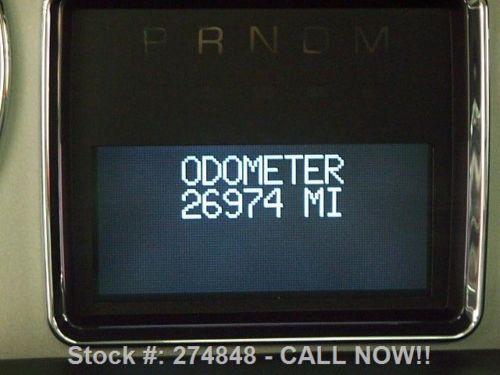 P R N D M
ODOMETER
26974 MI
Stock #: 274848 - CALL NOW!!